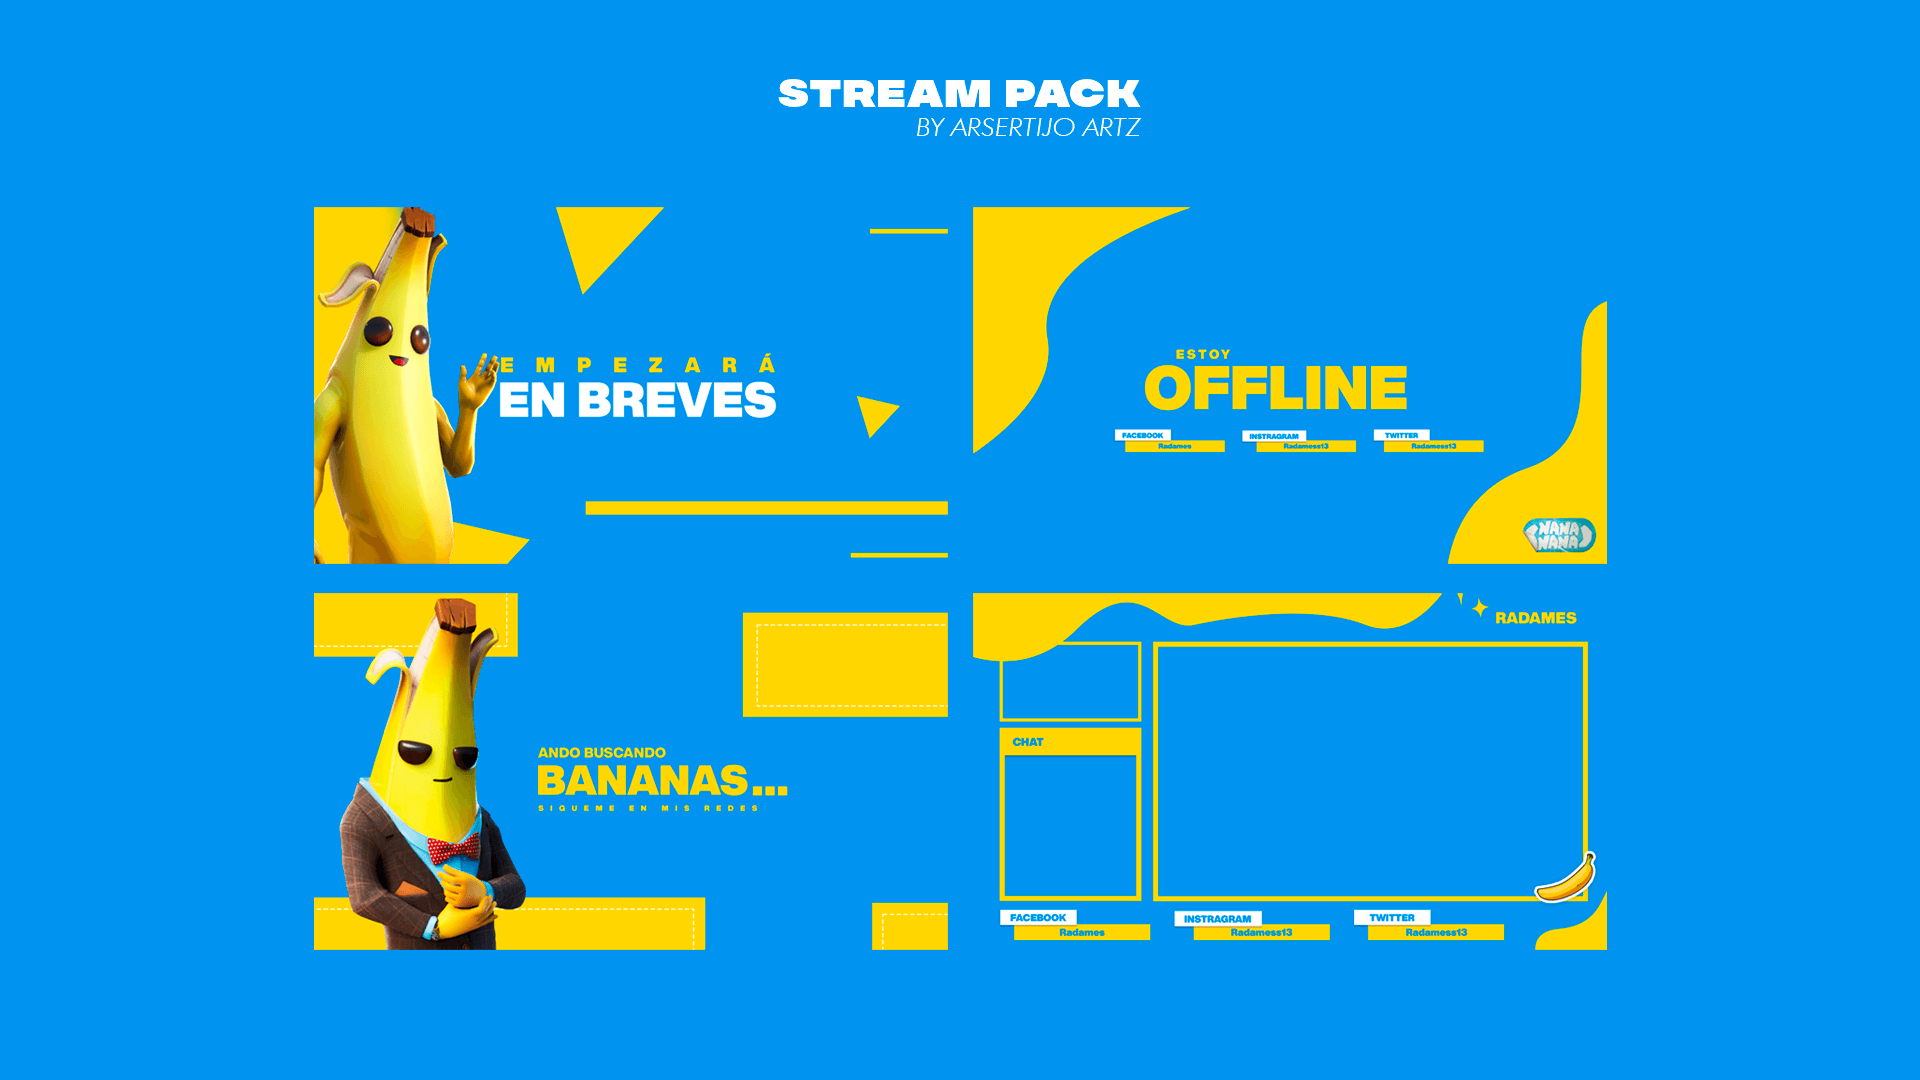 STREAM PACK
BY ARSERTIJO ARTZ
EMPEZARÁ
EN BREVES
ESTOY
OFFLINE
FACEBOOK
Radames
INSTRAGRAM
Radamess13
TWITTER
Radamess13
NANA
NANA
ANDO BUSCANDO
BANANAS...
SIGUEME EN MIS REDES
RADAMES
CHAT
FACEBOOK
Radames
INSTRAGRAM
Radamess13
TWITTER
Radamess13